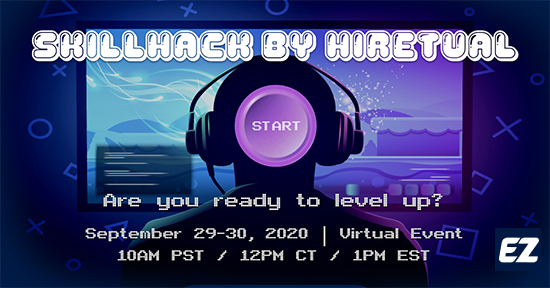 SKILLHACK BY HIRETUAL
START
Are you ready to level up?
September 29-30, 2020 | Virtual Event
10AM PST / 12PM CT / 1PM EST
EZ